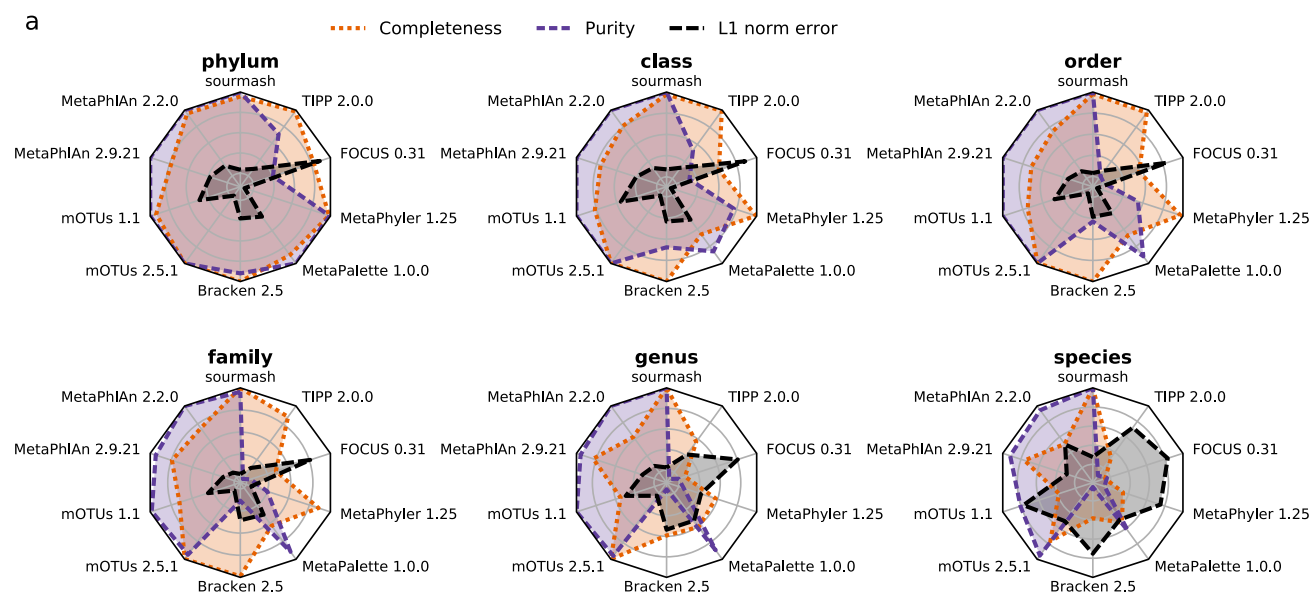 a
Completeness Purity L1 norm error
phylum
sourmash
TIPP 2.0.0
FOCUS 0.31
MetaPhyler 1.25
MetaPalette 1.0.0
Bracken 2.5
mOTUs 2.5.1
mOTUs 1.1
MetaPhlAn 2.9.21
MetaPhlAn 2.2.0
class
sourmash
TIPP 2.0.0
FOCUS 0.31
MetaPhyler 1.25
MetaPalette 1.0.0
Bracken 2.5
mOTUs 2.5.1
mOTUs 1.1
MetaPhlAn 2.9.21
MetaPhlAn 2.2.0
order
sourmash
TIPP 2.0.0
FOCUS 0.31
MetaPhyler 1.25
MetaPalette 1.0.0
Bracken 2.5
mOTUs 2.5.1
mOTUs 1.1
MetaPhlAn 2.9.21
MetaPhlAn 2.2.0
family
sourmash
TIPP 2.0.0
FOCUS 0.31
MetaPhyler 1.25
MetaPalette 1.0.0
Bracken 2.5
mOTUs 2.5.1
mOTUs 1.1
MetaPhlAn 2.9.21
MetaPhlAn 2.2.0
genus
sourmash
TIPP 2.0.0
FOCUS 0.31
MetaPhyler 1.25
MetaPalette 1.0.0
Bracken 2.5
mOTUs 2.5.1
mOTUs 1.1
MetaPhlAn 2.9.21
MetaPhlAn 2.2.0
species
sourmash
TIPP 2.0.0
FOCUS 0.31
MetaPhyler 1.25
MetaPalette 1.0.0
Bracken 2.5
mOTUs 2.5.1
mOTUs 1.1
MetaPhlAn 2.9.21
MetaPhlAn 2.2.0